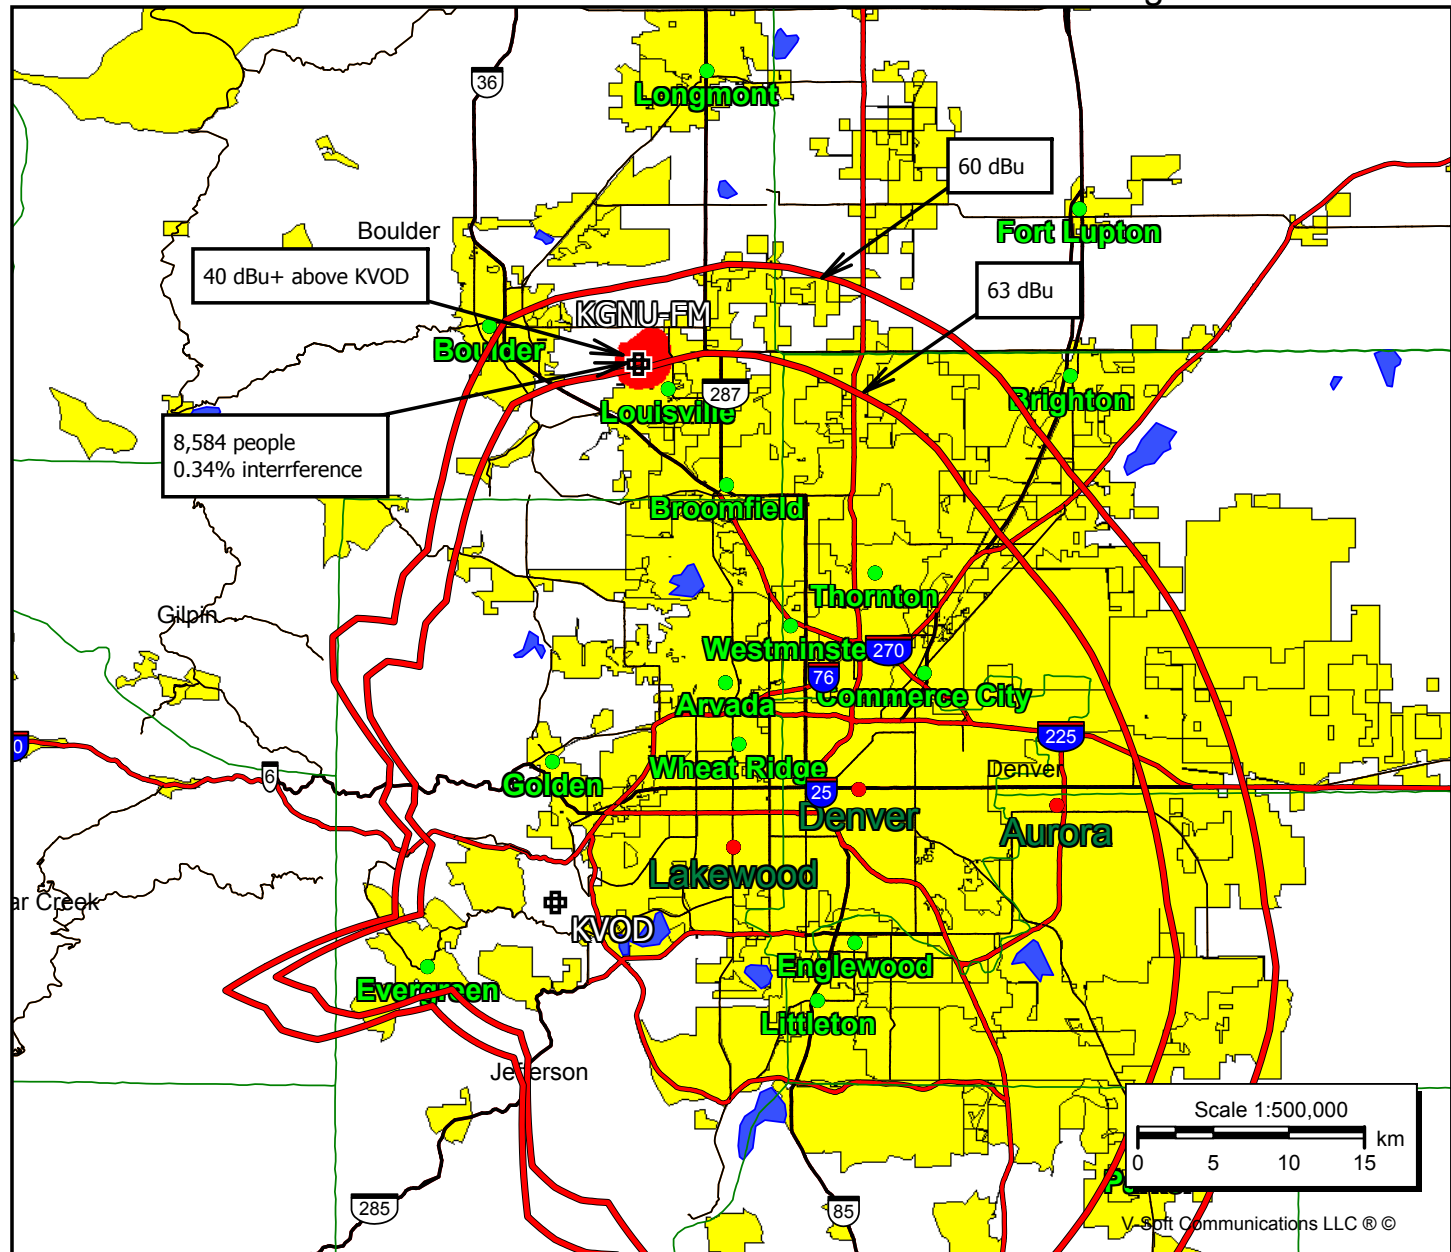 36
Longmont
60 dBu
Boulder
Fort Lupton
40 dBu+ above KVOD
63 dBu
KGNU-FM
Boulder
287
Brighton
Louisville
8,584 people
0.34% interrference
Broomfield
Thornton
Gilpin
Westminste
270
76
Commerce City
Arvada
225
0
6
Wheat Ridge
Denver
Golden
25
Denver
Aurora
Lakewood
ar Creek
KVOD
Englewood
Evergreen
Littleton
Jefferson
Scale 1:500,000
km
0 5 10 15
285
85
V-Soft Communications LLC ® ©